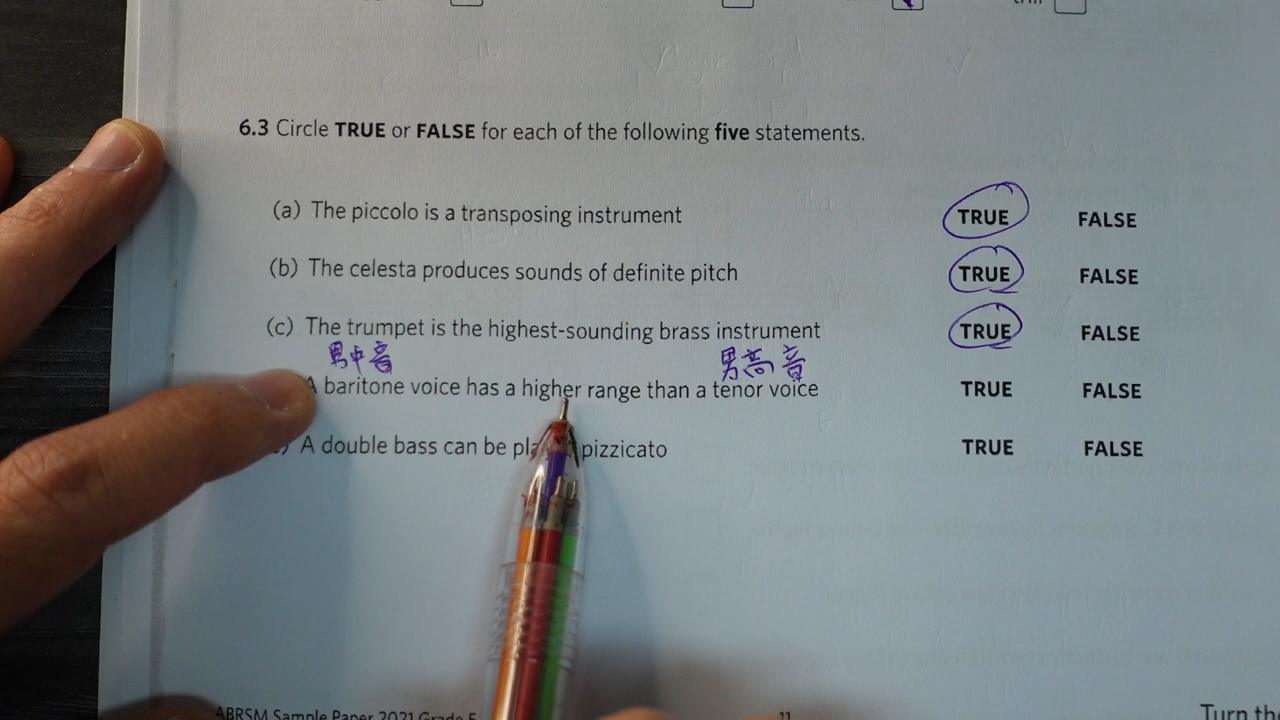 6.3 Circle TRUE or FALSE for each of the following five statements.
(a) The piccolo is a transposing instrument TRUE FALSE
(b) The celesta produces sounds of definite pitch TRUE FALSE
(c) The trumpet is the highest-sounding brass instrument TRUE FALSE
男中音 男高音
A baritone voice has a higher range than a tenor voice TRUE FALSE
A double bass can be pizzicato TRUE FALSE
ABRSM Sample Paper 2021 Grade 5 11 Turn